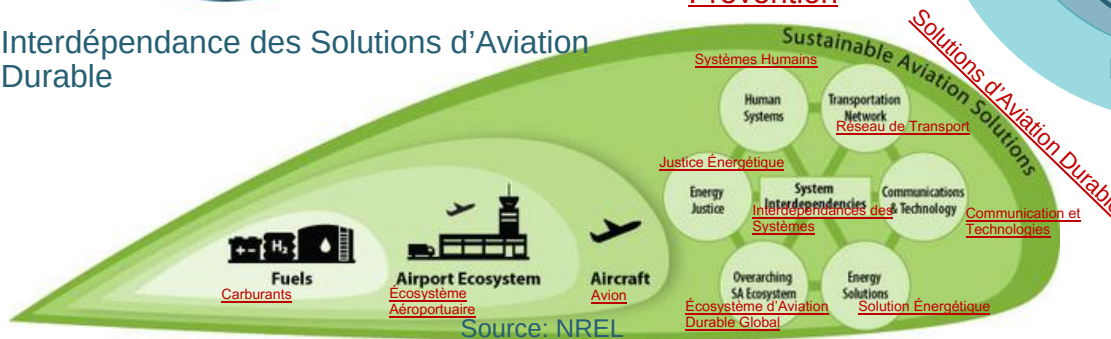 Prévention
Interdépendance des Solutions d’Aviation
Durable
Sustainable Aviation Solutions
Solutions d’Aviation Durable
Systèmes Humains
Human
Systems
Transportation
Network
Réseau de Transport
Justice Énergétique
Energy
Justice
System
Interdependencies
Interdépendances des
Systèmes
Communications
& Technology
Communication et
Technologies
H2
Fuels
Carburants
Airport Ecosystem
Écosystème
Aéroportuaire
Aircraft
Avion
Overarching
SA Ecosystem
Écosystème d’Aviation
Durable Global
Energy
Solutions
Solution Énergétique
Source: NREL